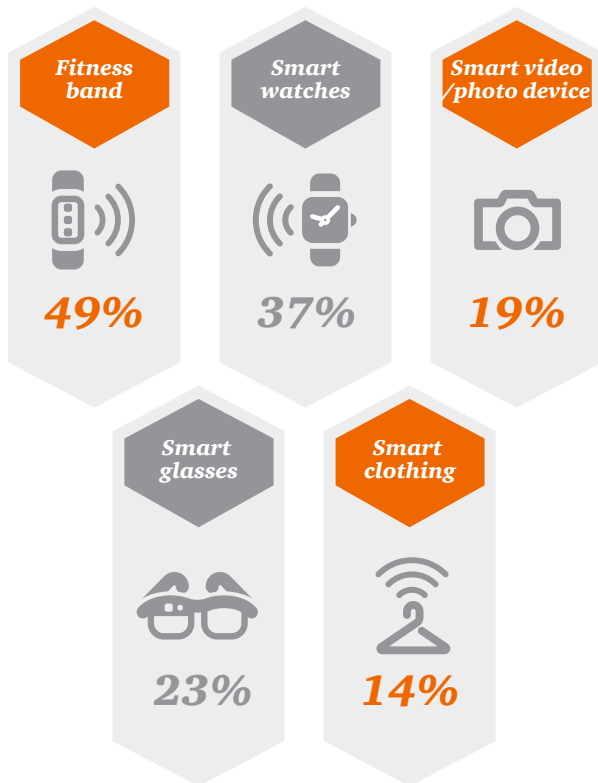 Fitness
band
49%
Smart
watches
37%
Smart video
/photo device
19%
Smart
glasses
23%
Smart
clothing
14%